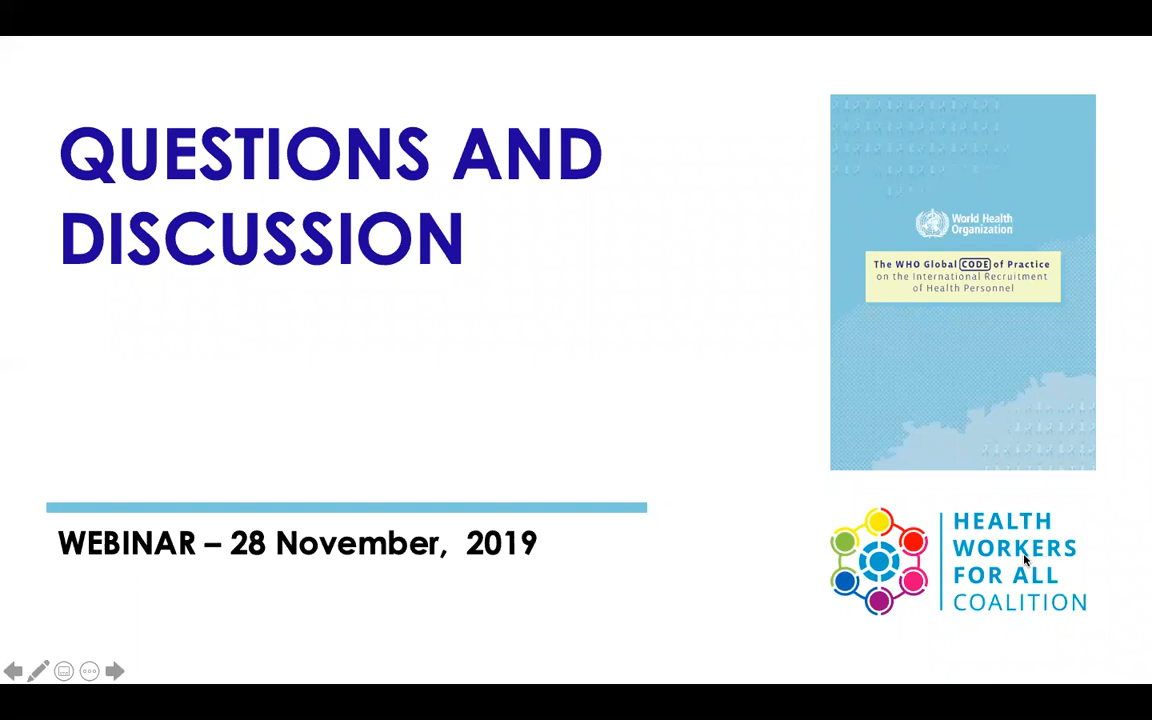 QUESTIONS AND
DISCUSSION
World Health
Organization
The WHO Global CODE of Practice
on the International Recruitment
of Health Personnel
WEBINAR – 28 November, 2019
HEALTH
WORKERS
FOR ALL
COALITION